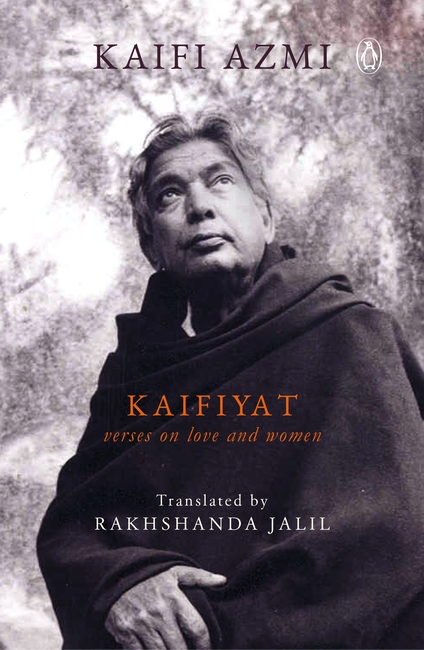 KAIFI AZMI
KAIFIYAT
verses on love and women
Translated by
RAKHSHANDA JALIL